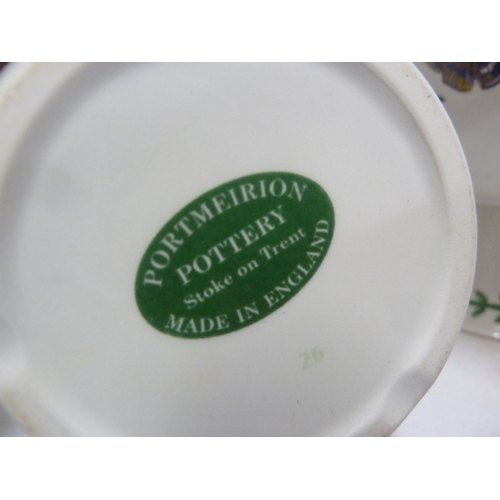 PORTMEIRION
POTTERY
Stoke on Trent
MADE IN ENGLAND
26